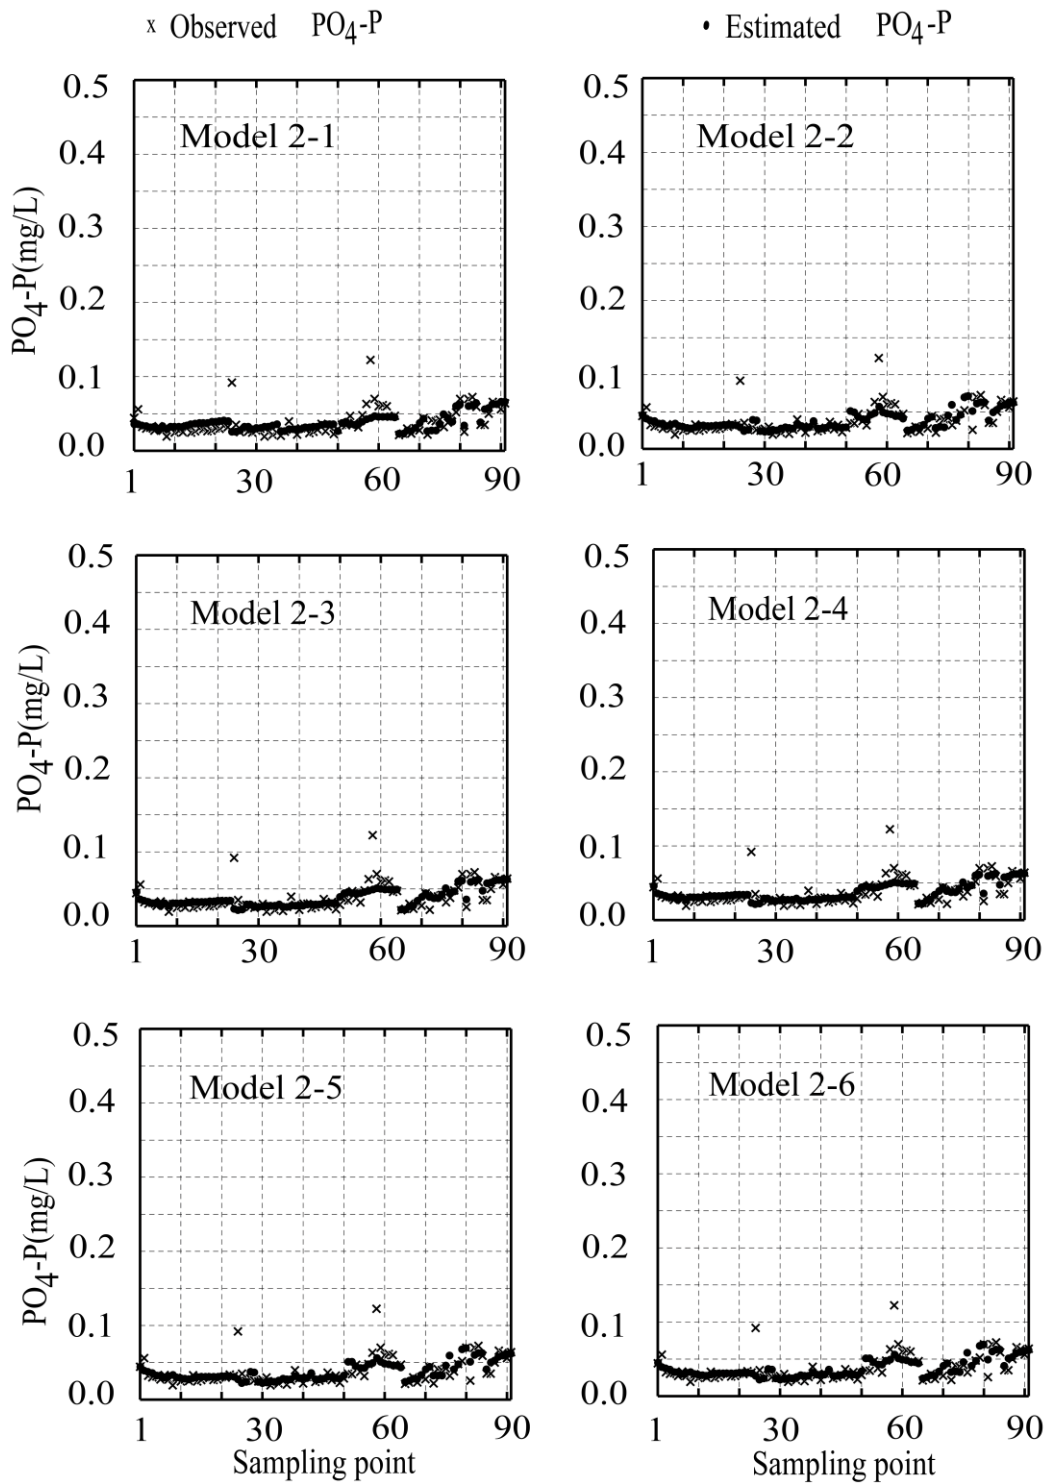 x Observed PO4-P • Estimated PO4-P
0.5 0.4 0.3 0.2 0.1 0.0
PO4-P(mg/L)
Model 2-1
1 30 60 90
0.5 0.4 0.3 0.2 0.1 0.0
Model 2-2
1 30 60 90
0.5 0.4 0.3 0.2 0.1 0.0
PO4-P(mg/L)
Model 2-3
1 30 60 90
0.5 0.4 0.3 0.2 0.1 0.0
Model 2-4
1 30 60 90
0.5 0.4 0.3 0.2 0.1 0.0
PO4-P(mg/L)
Model 2-5
1 30 60 90
Sampling point
0.5 0.4 0.3 0.2 0.1 0.0
Model 2-6
1 30 60 90
Sampling point